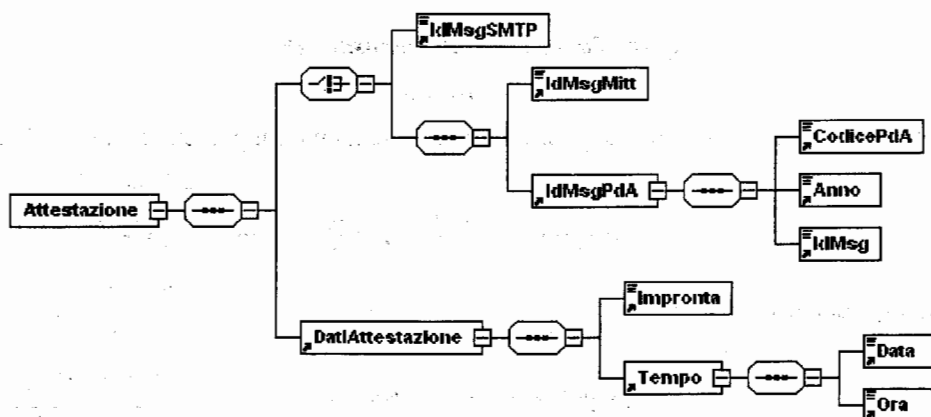 IdMsgSMTP
IdMsgMitt
CodicePdA
IdMsgPdA
Anno
Attestazione
IdMsg
Impronta
DatiAttestazione
Data
Tempo
Ora